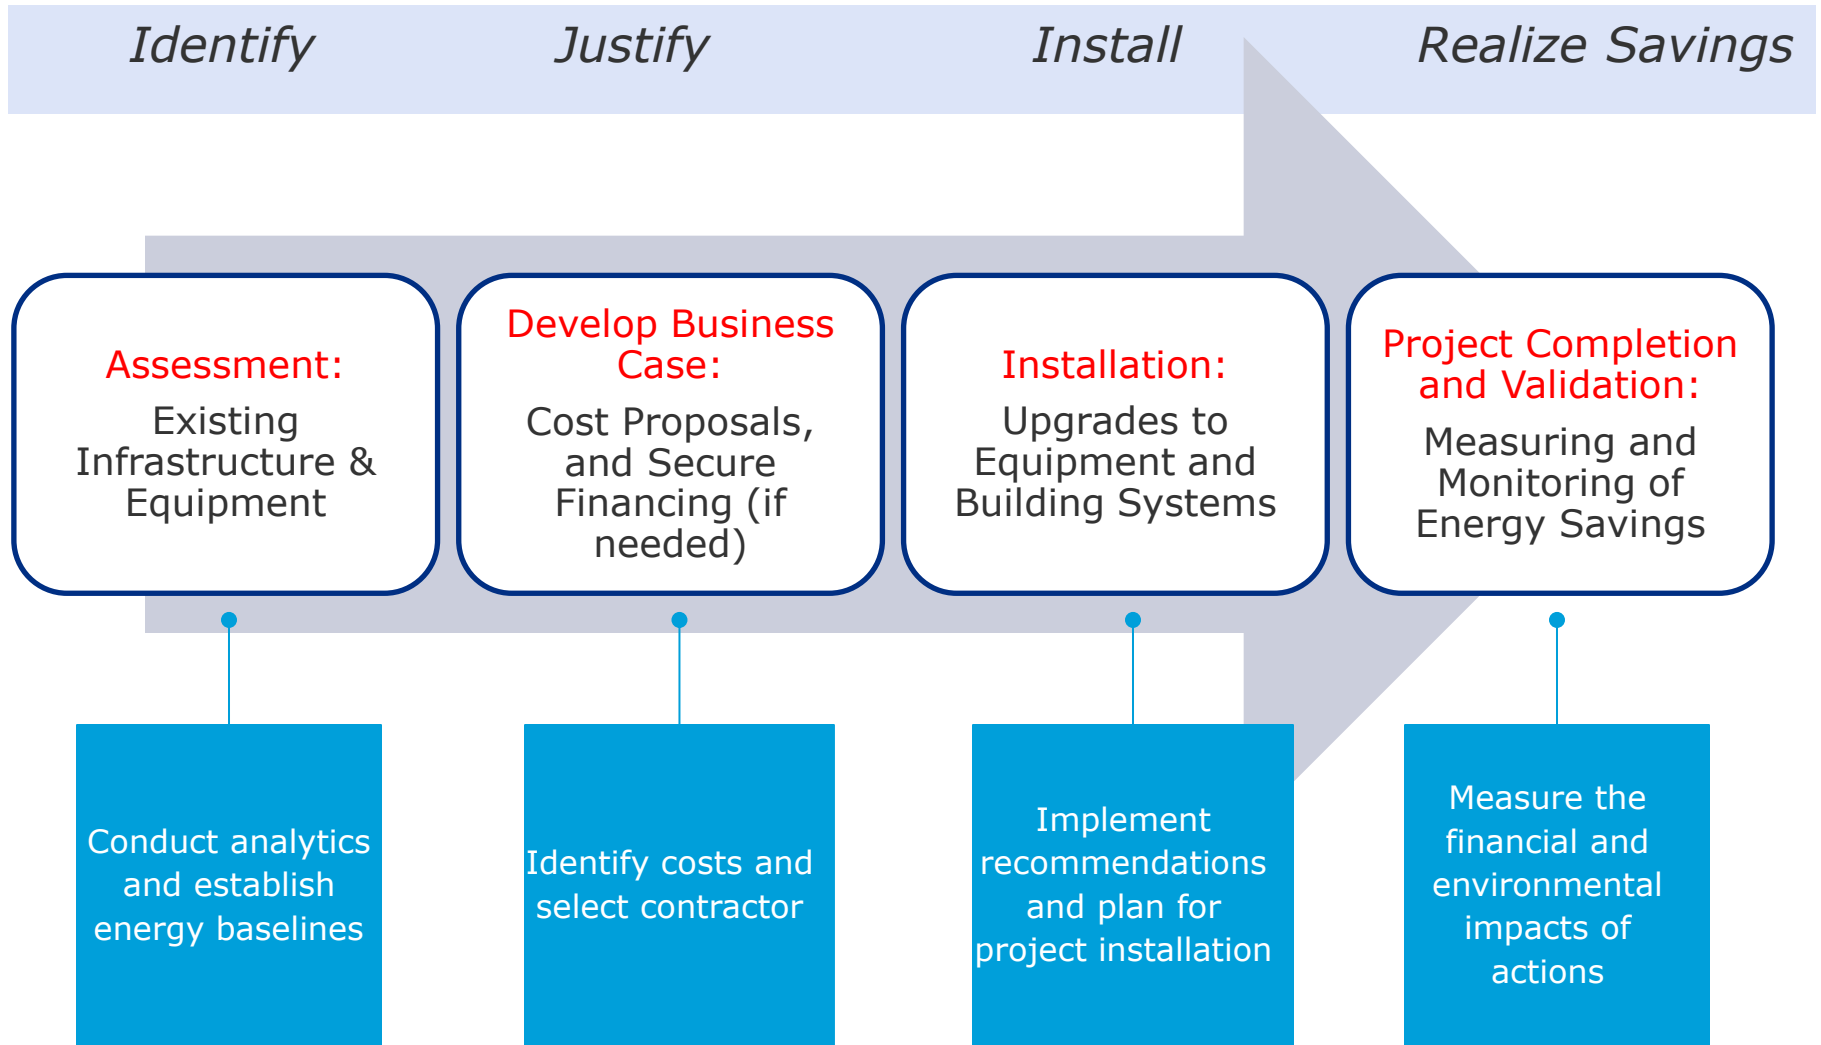 Identify
Justify
Install
Realize Savings
Assessment:
Existing
Infrastructure &
Equipment
Develop Business
Case:
Cost Proposals,
and Secure
Financing (if
needed)
Installation:
Upgrades to
Equipment and
Building Systems
Project Completion
and Validation:
Measuring and
Monitoring of
Energy Savings
Conduct analytics
and establish
energy baselines
Identify costs and
select contractor
Implement
recommendations
and plan for
project installation
Measure the
financial and
environmental
impacts of
actions